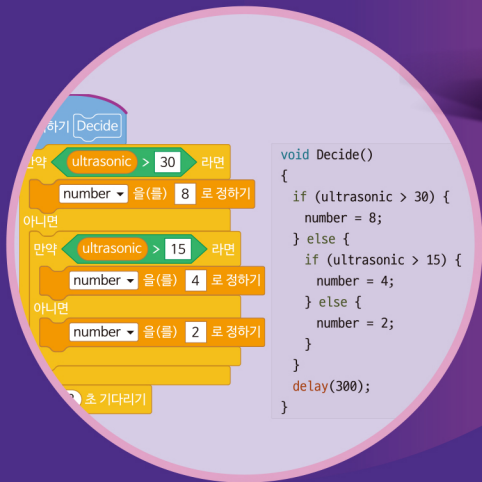 하기 Decide
만약 ultrasonic > 30 라면
number 을(를) 8 로 정하기
아니면
만약 ultrasonic > 15 라면
number 을(를) 4 로 정하기
아니면
number 을(를) 2 로 정하기
초 기다리기
void Decide()
{
if (ultrasonic > 30) {
number = 8;
} else {
if (ultrasonic > 15) {
number = 4;
} else {
number = 2;
}
}
delay(300);
}